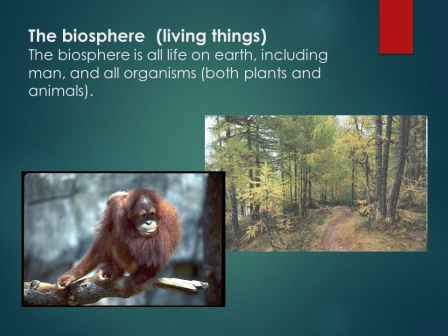 The biosphere  (living things)
The biosphere is all life on earth, including
man, and all organisms (both plants and
animals).